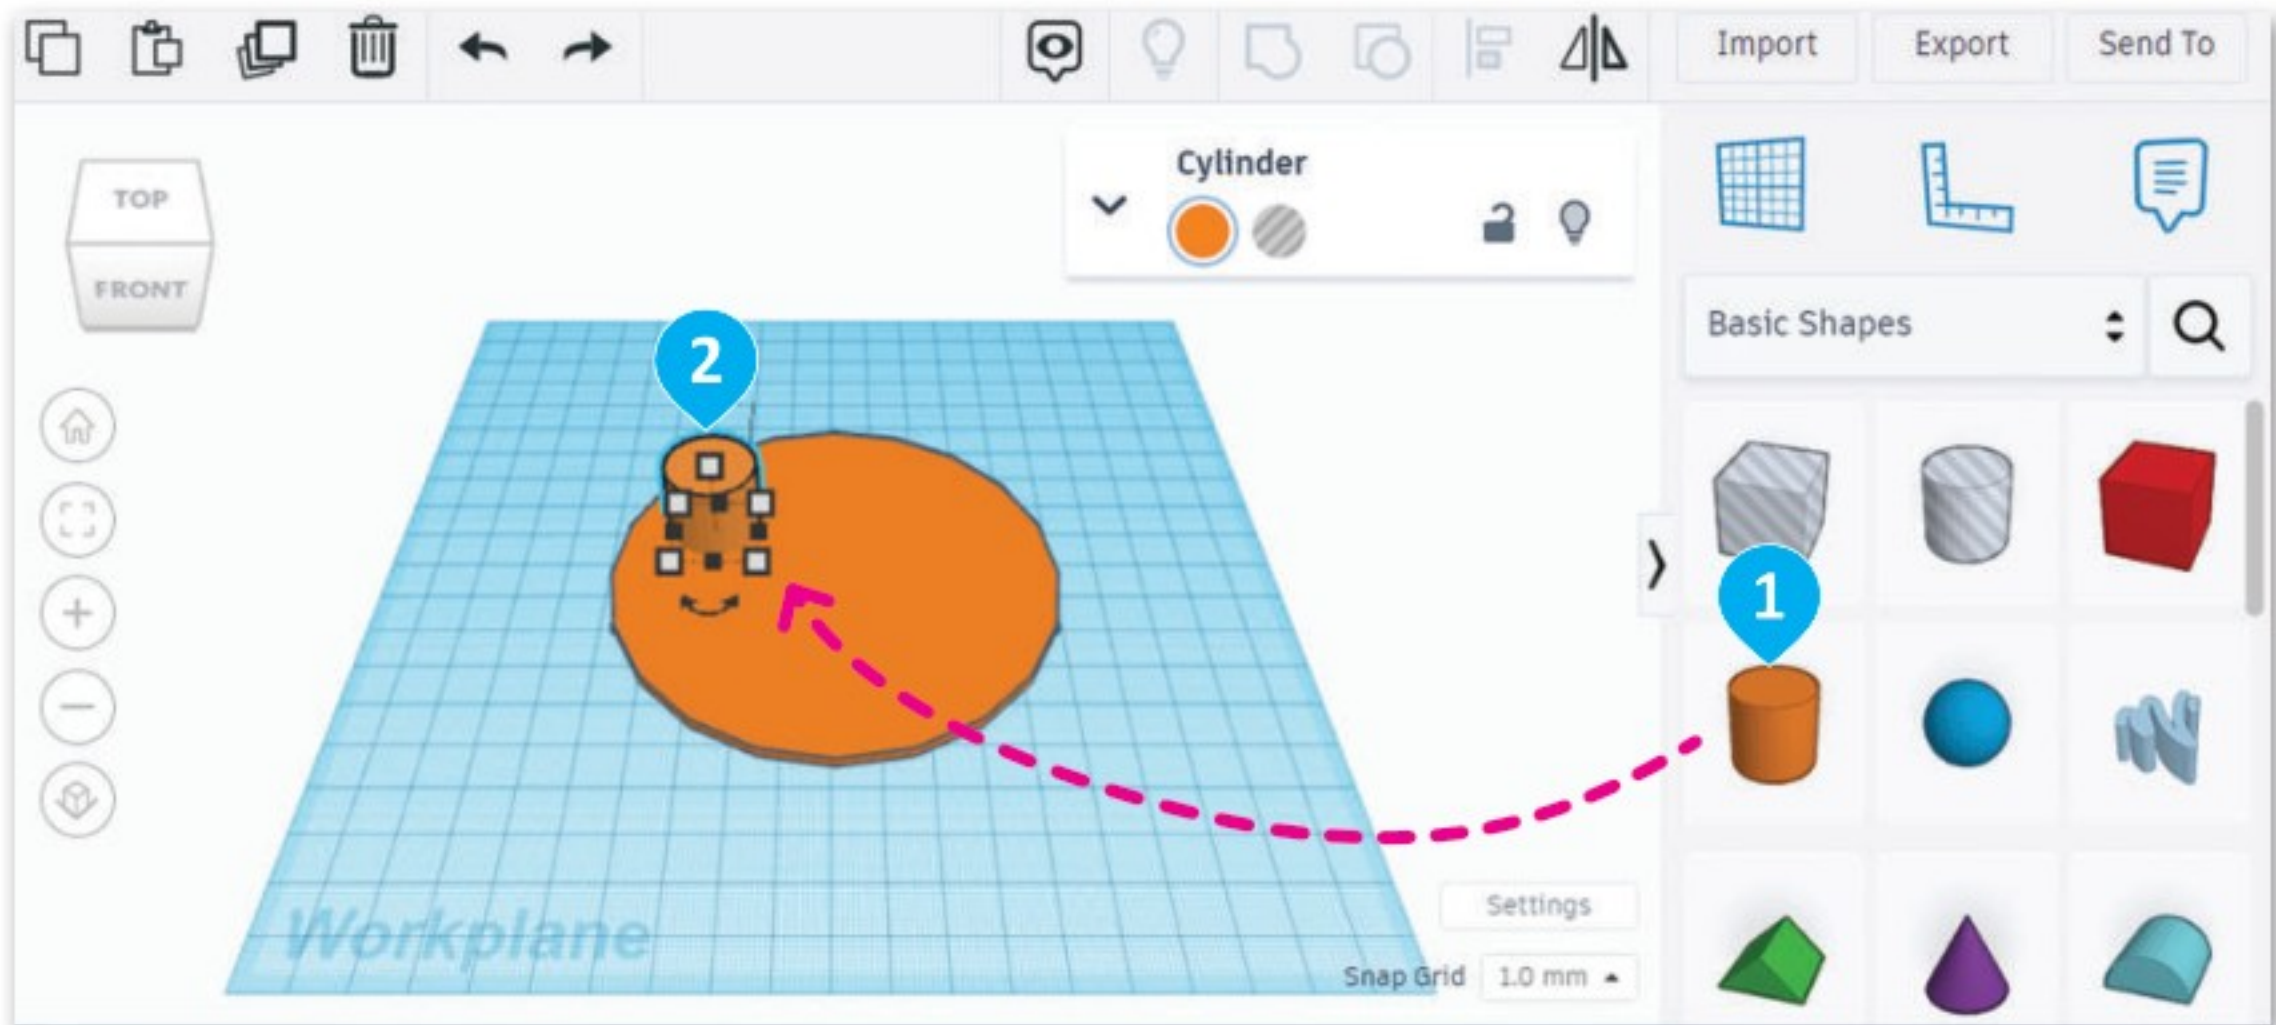 Import Export Send To
Cylinder
TOP
FRONT
Basic Shapes
2
1
Workplane
Settings
Snap Grid 1.0 mm